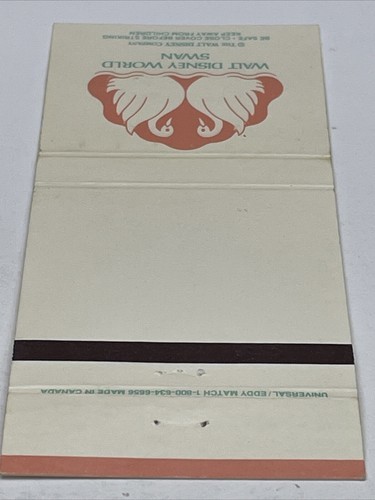 WALT DISNEY WORLD
SWAN
© THE WALT DISNEY COMPANY
BE SAFE • CLOSE COVER BEFORE STRIKING
KEEP AWAY FROM CHILDREN
UNIVERSAL/EDDY MATCH 1-800-634-6656 MADE IN CANADA